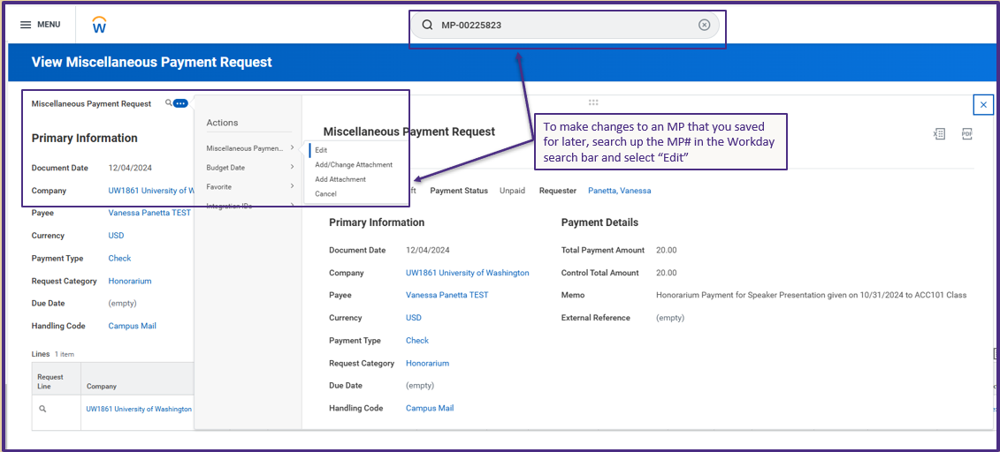 MENU
MP-00225823
View Miscellaneous Payment Request
Miscellaneous Payment Request
Primary Information
Document Date 12/04/2024
Company UW1861 University of W
Payee Vanessa Panetta TEST
Currency USD
Payment Type Check
Request Category Honorarium
Due Date (empty)
Handling Code Campus Mail
Lines 1 item
Request Line Company
UW1861 University of Washington
Actions
Miscellaneous Paymen...
Budget Date
Favorite
Integration IDs
Edit
Add/Change Attachment
Add Attachment
Cancel
Miscellaneous Payment Request
To make changes to an MP that you saved
for later, search up the MP# in the Workday
search bar and select “Edit”
PDF
ft Payment Status Unpaid Requester Panetta, Vanessa
Primary Information
Document Date 12/04/2024
Company UW1861 University of Washington
Payee Vanessa Panetta TEST
Currency USD
Payment Type Check
Request Category Honorarium
Due Date (empty)
Handling Code Campus Mail
Payment Details
Total Payment Amount 20.00
Control Total Amount 20.00
Memo Honorarium Payment for Speaker Presentation given on 10/31/2024 to ACC101 Class
External Reference (empty)